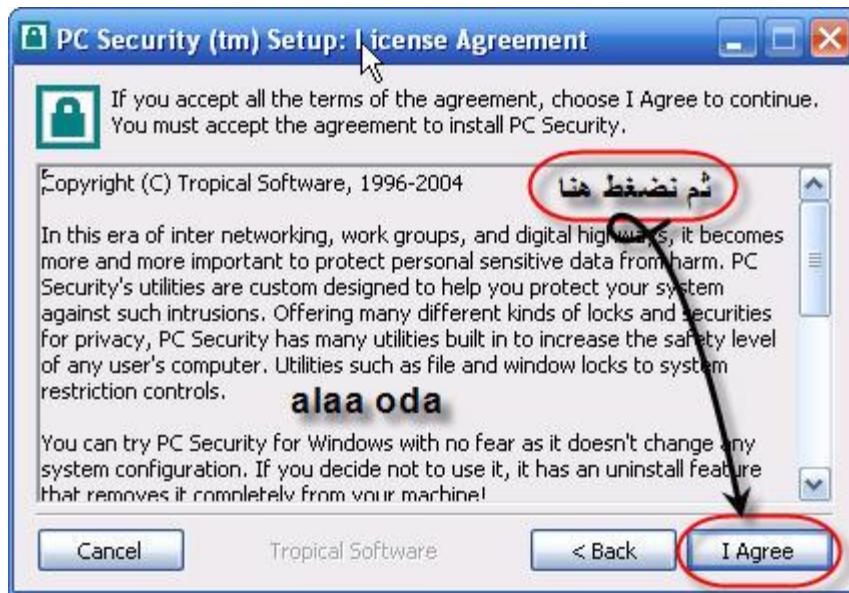 PC Security (tm) Setup: License Agreement
If you accept all the terms of the agreement, choose I Agree to continue.
You must accept the agreement to install PC Security.
Copyright (C) Tropical Software, 1996-2004
ثم نضغط هنا
In this era of inter networking, work groups, and digital highways, it becomes
more and more important to protect personal sensitive data from harm. PC
Security's utilities are custom designed to help you protect your system
against such intrusions. Offering many different kinds of locks and securities
for privacy, PC Security has many utilities built in to increase the safety level
of any user's computer. Utilities such as file and window locks to system
restriction controls.
alaa oda
You can try PC Security for Windows with no fear as it doesn't change any
system configuration. If you decide not to use it, it has an uninstall feature
that removes it completely from your machine!
Cancel
Tropical Software
< Back
I Agree